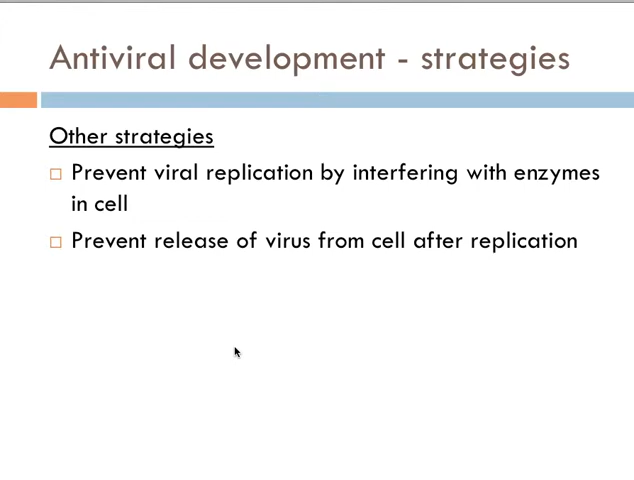 Antiviral development - strategies
Other strategies
Prevent viral replication by interfering with enzymes
in cell
Prevent release of virus from cell after replication